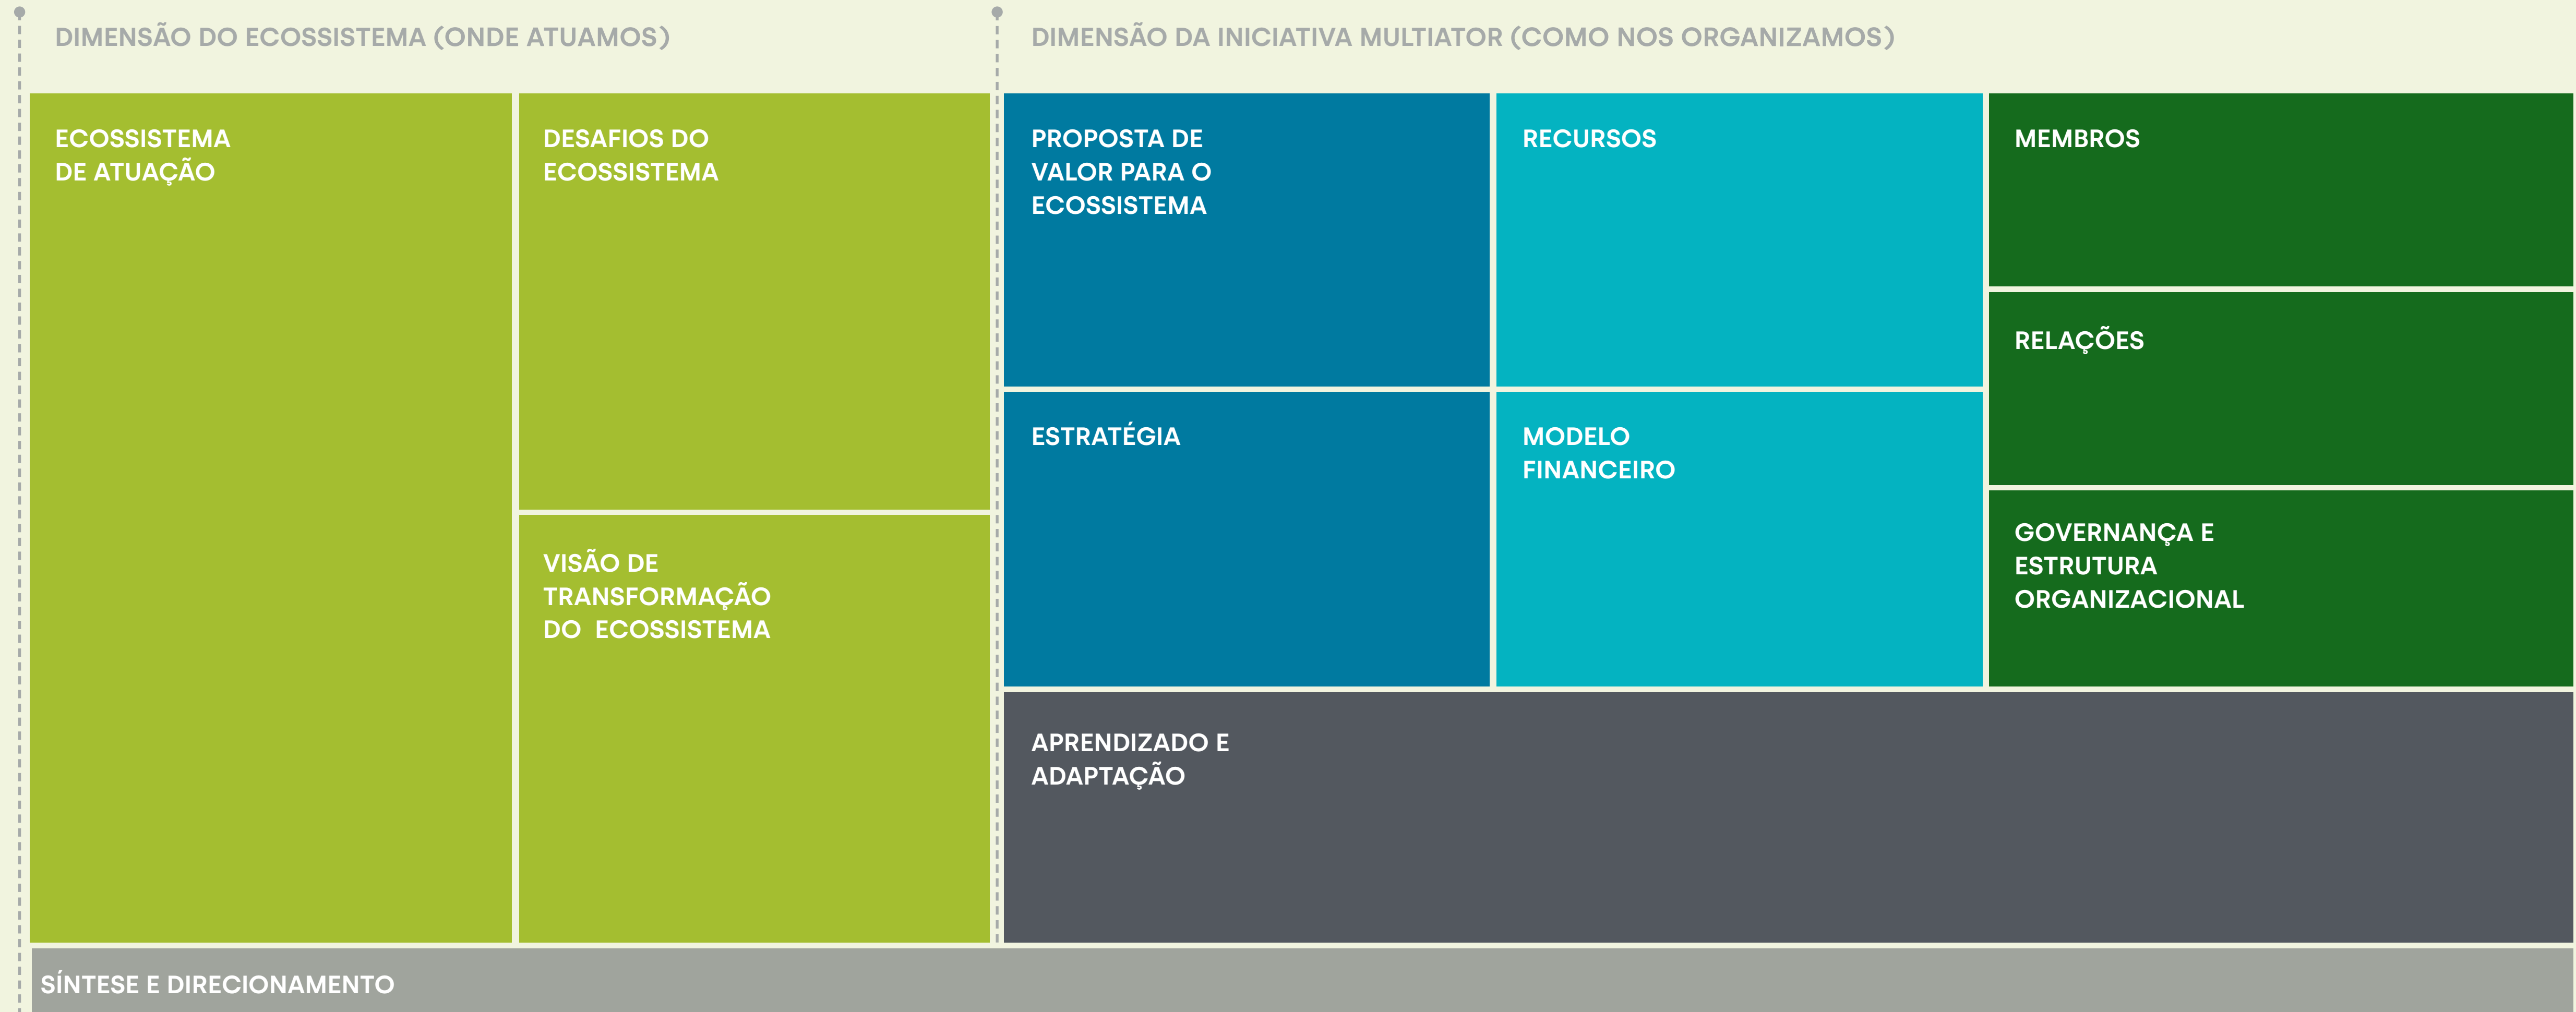 DIMENSÃO DO ECOSSISTEMA (ONDE ATUAMOS)
DIMENSÃO DA INICIATIVA MULTIATOR (COMO NOS ORGANIZAMOS)
ECOSSISTEMA
DE ATUAÇÃO
DESAFIOS DO
ECOSSISTEMA
VISÃO DE
TRANSFORMAÇÃO
DO  ECOSSISTEMA
PROPOSTA DE
VALOR PARA O
ECOSSISTEMA
ESTRATÉGIA
RECURSOS
MODELO
FINANCEIRO
MEMBROS
RELAÇÕES
GOVERNANÇA E
ESTRUTURA
ORGANIZACIONAL
APRENDIZADO E
ADAPTAÇÃO
SÍNTESE E DIRECIONAMENTO